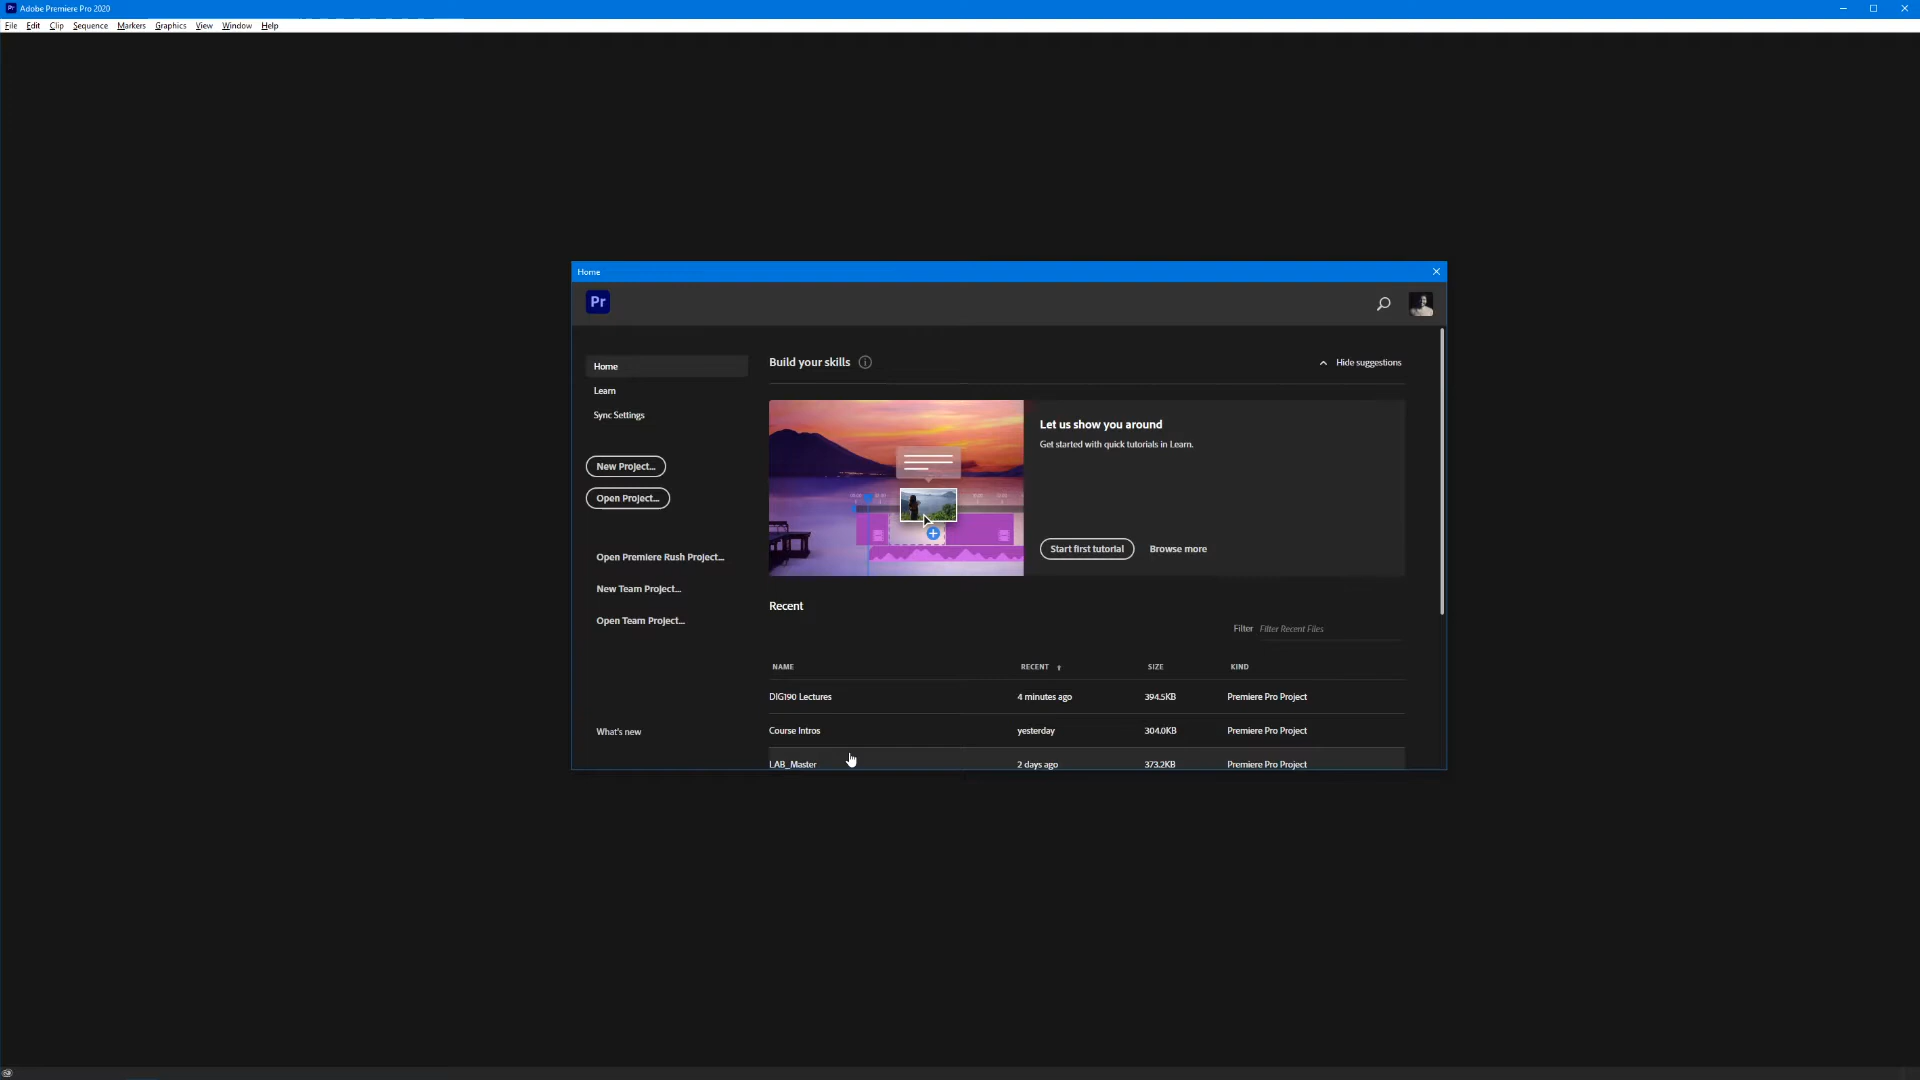 Pr Adobe Premiere Pro 2020
File Edit Clip Sequence Markers Graphics View Window Help
Home
Pr
Home
Learn
Sync Settings
New Project...
Open Project...
Open Premiere Rush Project...
New Team Project...
Open Team Project...
What's new
Build your skills
Hide suggestions
Let us show you around
Get started with quick tutorials in Learn.
Start first tutorial Browse more
Recent
Filter Filter Recent Files
NAME RECENT SIZE KIND
DIG190 Lectures 4 minutes ago 394.5KB Premiere Pro Project
Course Intros yesterday 304.0KB Premiere Pro Project
LAB_Master 2 days ago 373.2KB Premiere Pro Project